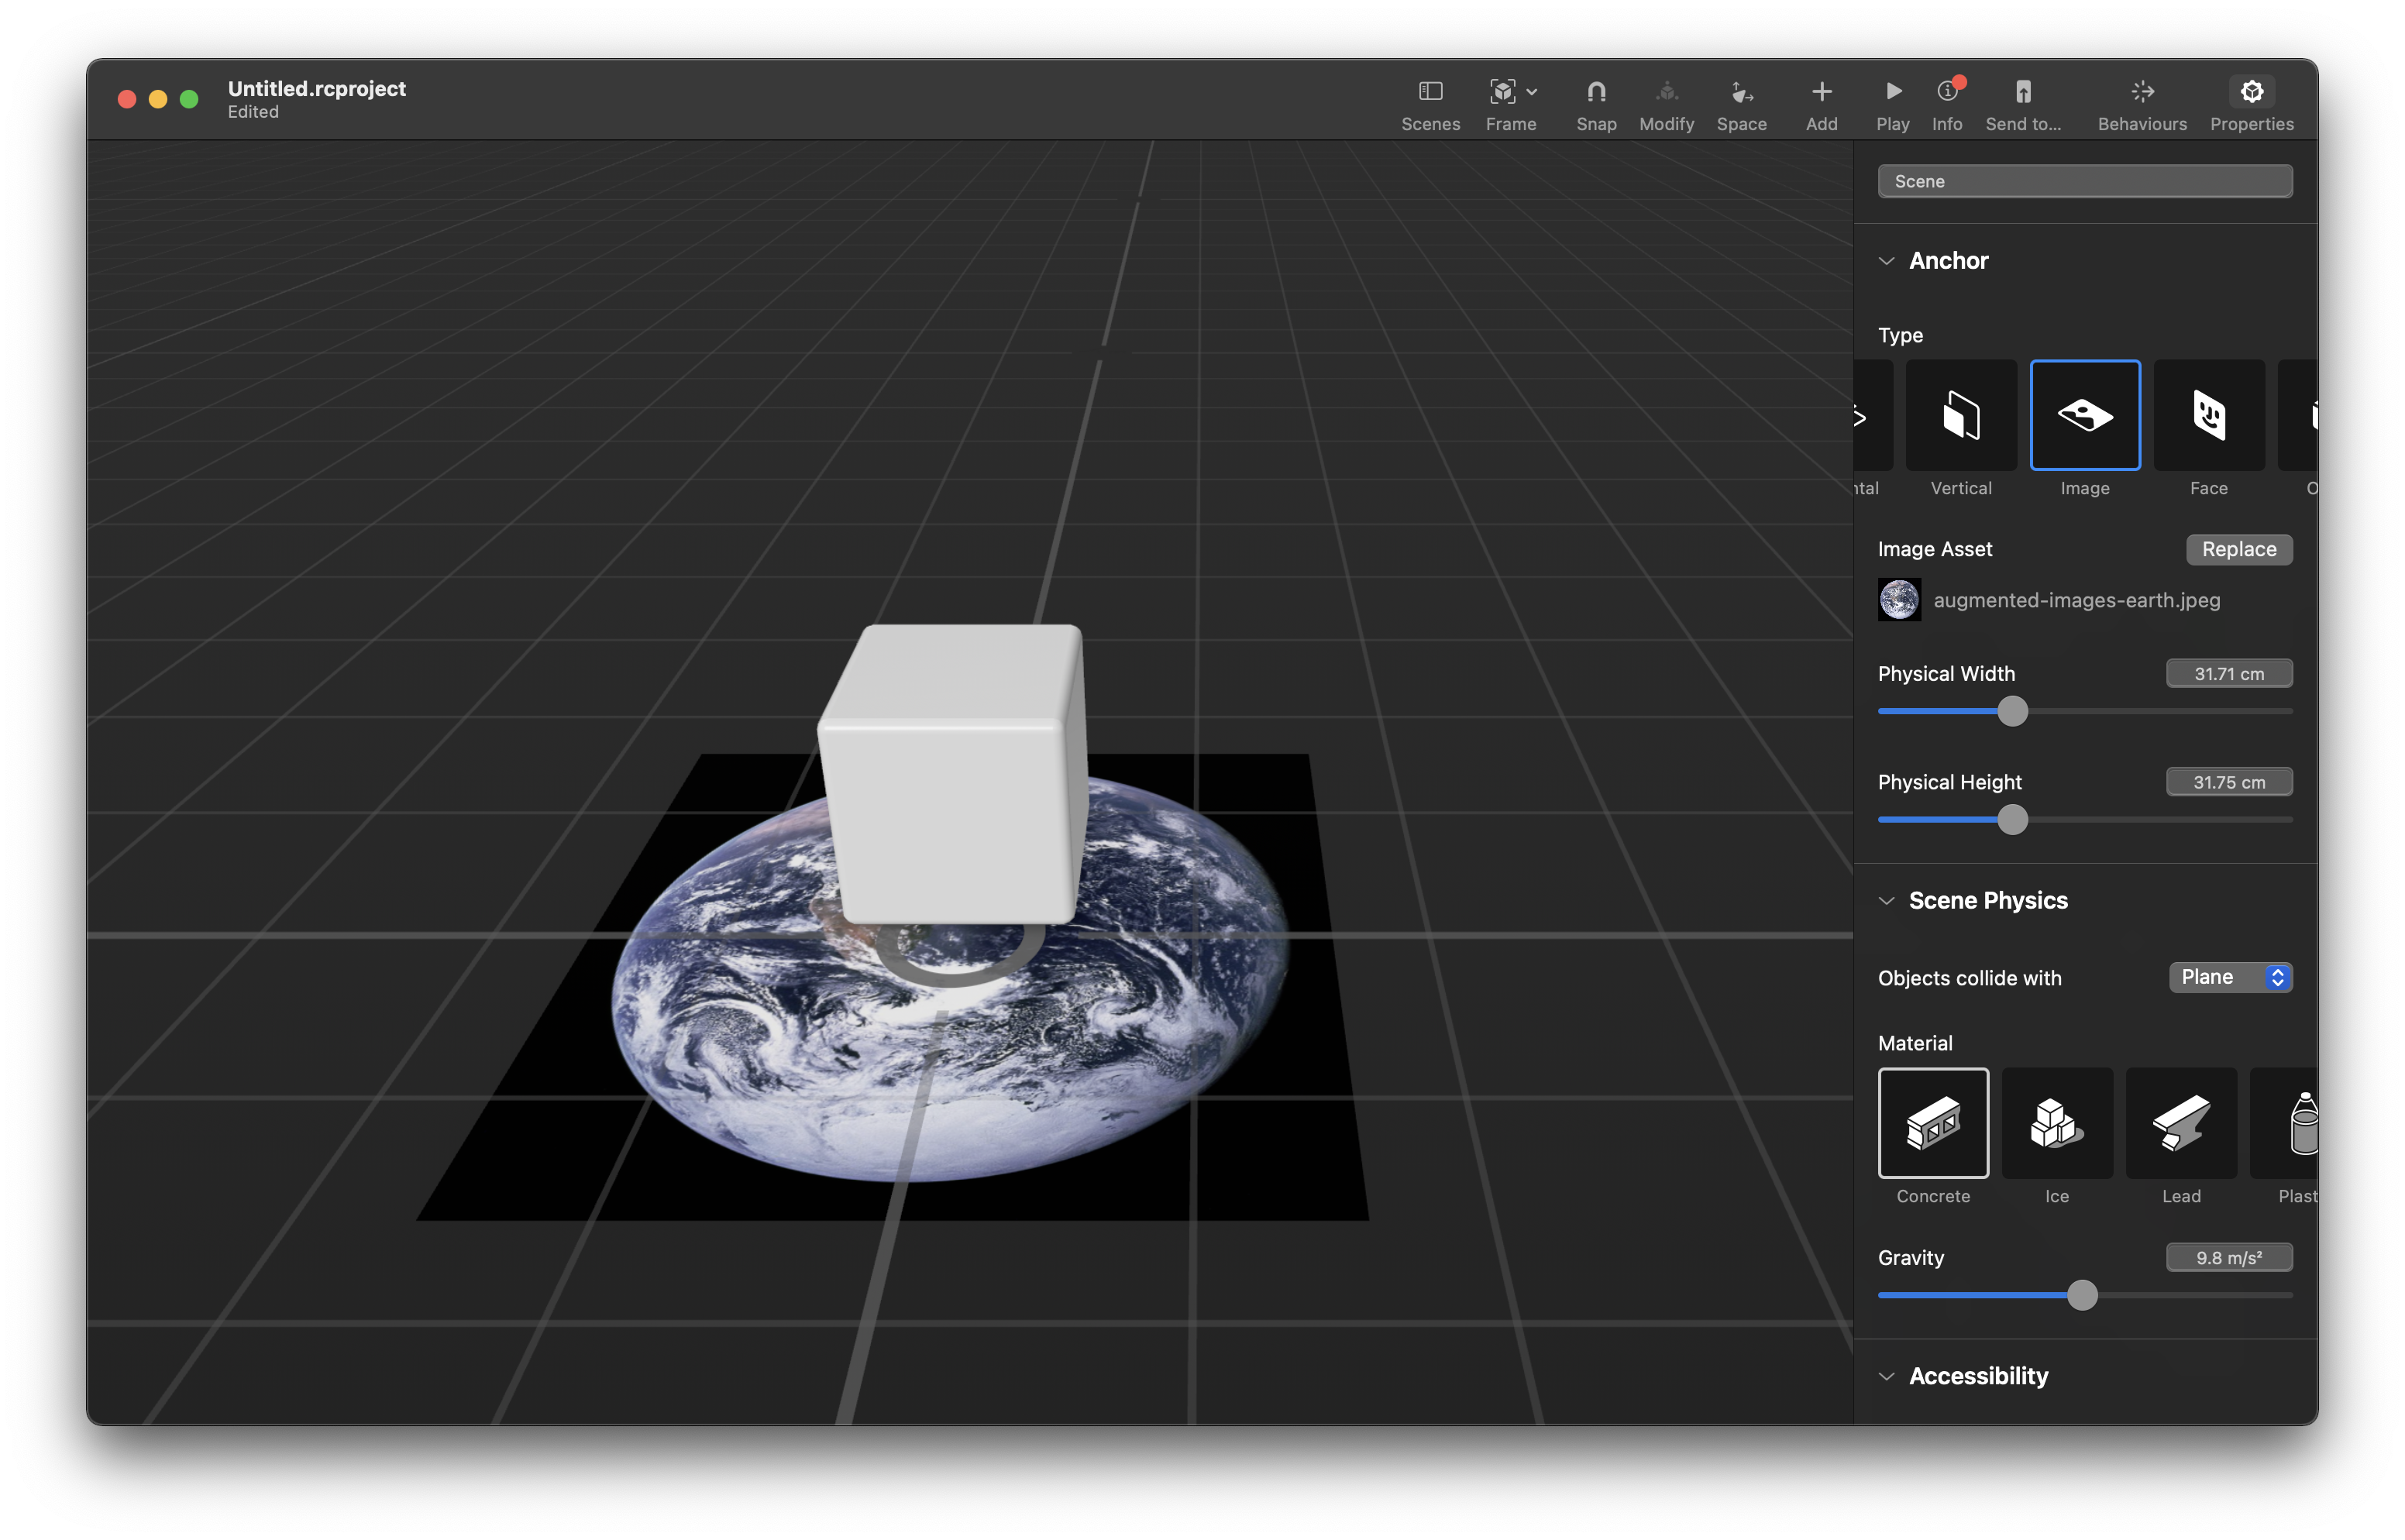 Untitled.rcproject
Edited
Scenes
Frame
Snap
Modify
Space
Add
Play
Info
Send to...
Behaviours
Properties
Scene
Anchor
Type
ntal
Vertical
Image
Face
O
Image Asset
Replace
augmented-images-earth.jpeg
Physical Width
31.71 cm
Physical Height
31.75 cm
Scene Physics
Objects collide with
Plane
Material
Concrete
Ice
Lead
Plast
Gravity
9.8 m/s²
Accessibility